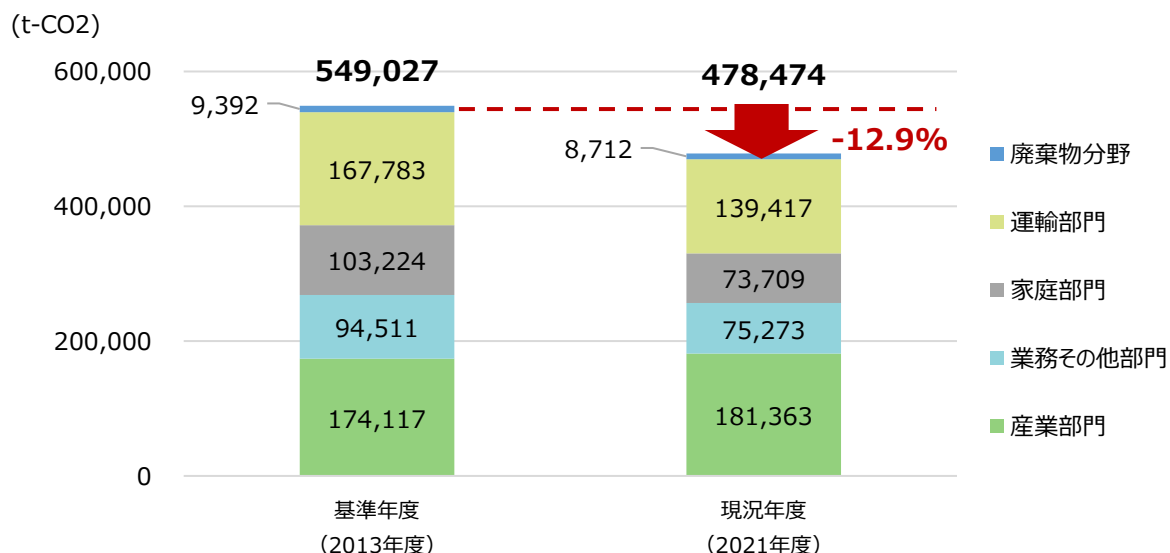 (t-CO2)
600,000
400,000
200,000
0
549,027
9,392
167,783
103,224
94,511
174,117
基準年度
（2013年度）
478,474
-12.9%
8,712
139,417
73,709
75,273
181,363
現況年度
（2021年度）
廃棄物分野
運輸部門
家庭部門
業務その他部門
産業部門